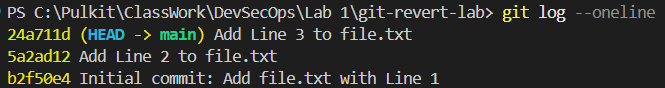 PS C:\Pulkit\ClassWork\DevSecOps\Lab 1\git-revert-lab> git log --oneline
24a711d (HEAD -> main) Add Line 3 to file.txt
5a2ad12 Add Line 2 to file.txt
b2f50e4 Initial commit: Add file.txt with Line 1